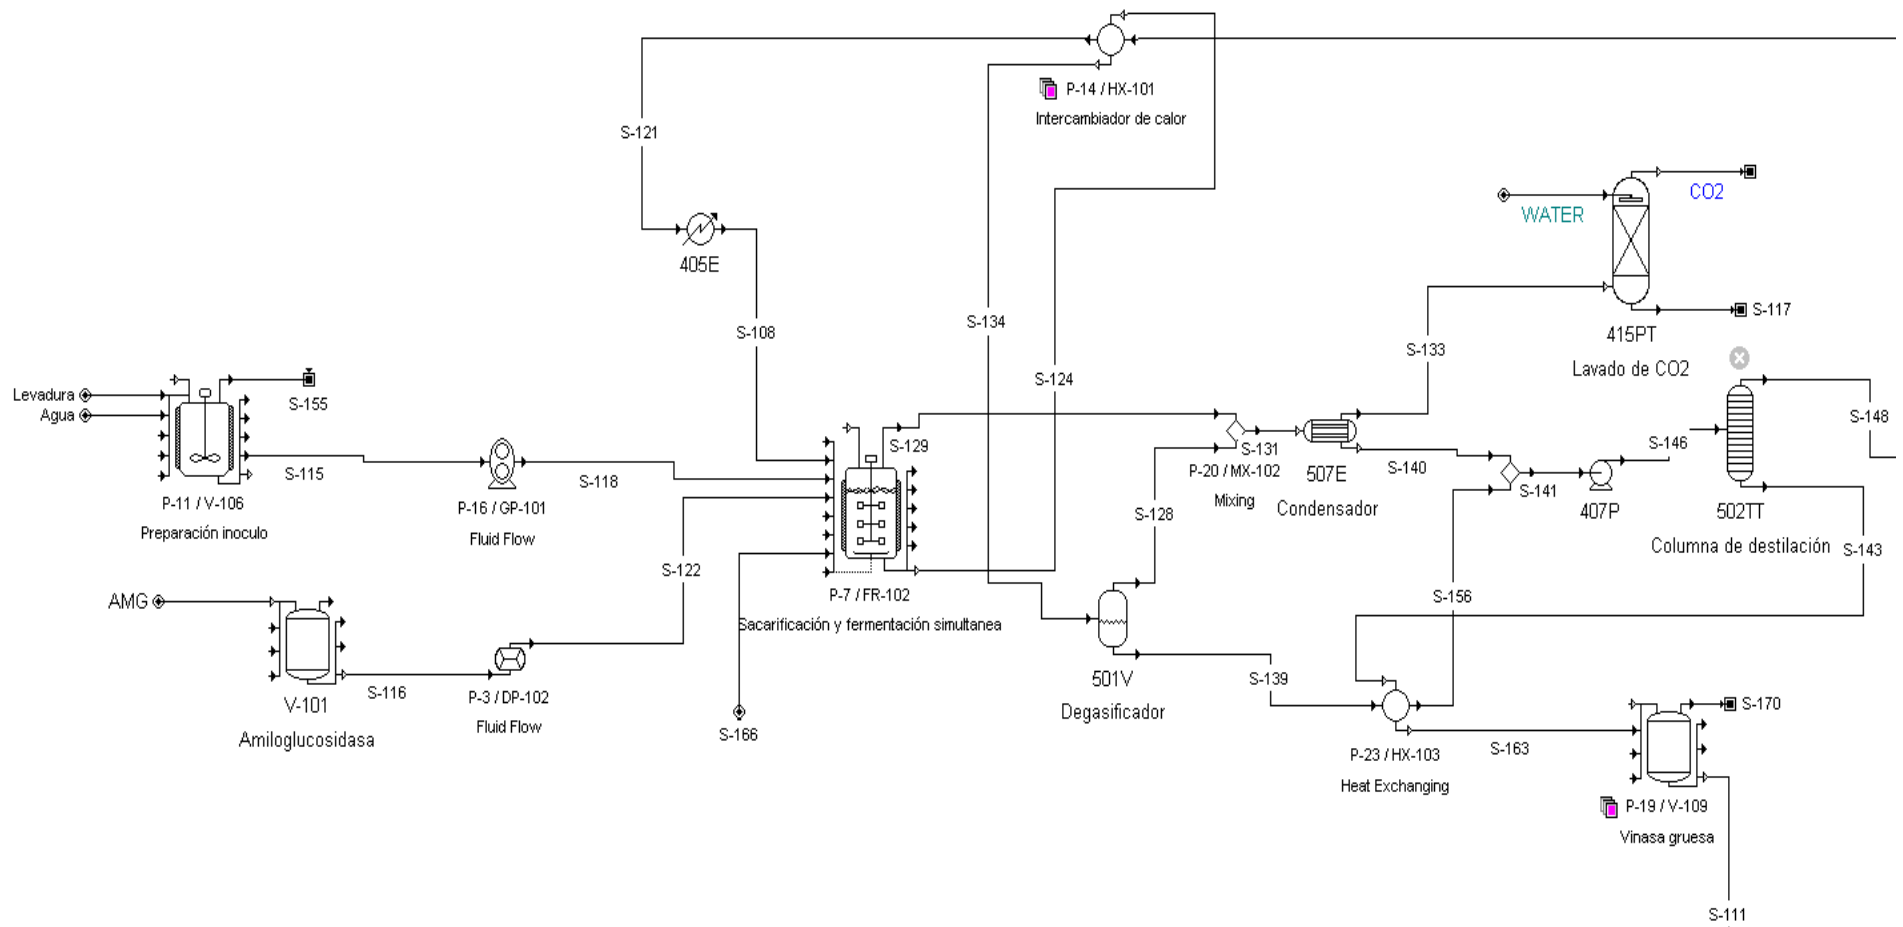 P-14 / HX-101
Intercambiador de calor
S-121
405E
S-108
S-134
S-124
WATER
CO2
S-117
415PT
Lavado de CO2
S-133
S-148
Levadura
Agua
S-155
S-115
P-11 / V-106
Preparación inoculo
P-16 / GP-101
Fluid Flow
S-118
S-129
S-131
P-20 / MX-102
Mixing
507E
Condensador
S-140
S-141
407P
S-146
502TT
Columna de destilación
S-143
S-128
S-122
AMG
V-101
Amiloglucosidasa
S-116
P-3 / DP-102
Fluid Flow
P-7 / FR-102
Sacarificación y fermentación simultanea
S-166
501V
Degasificador
S-139
S-156
P-23 / HX-103
Heat Exchanging
S-163
S-170
P-19 / V-109
Vinasa gruesa
S-111